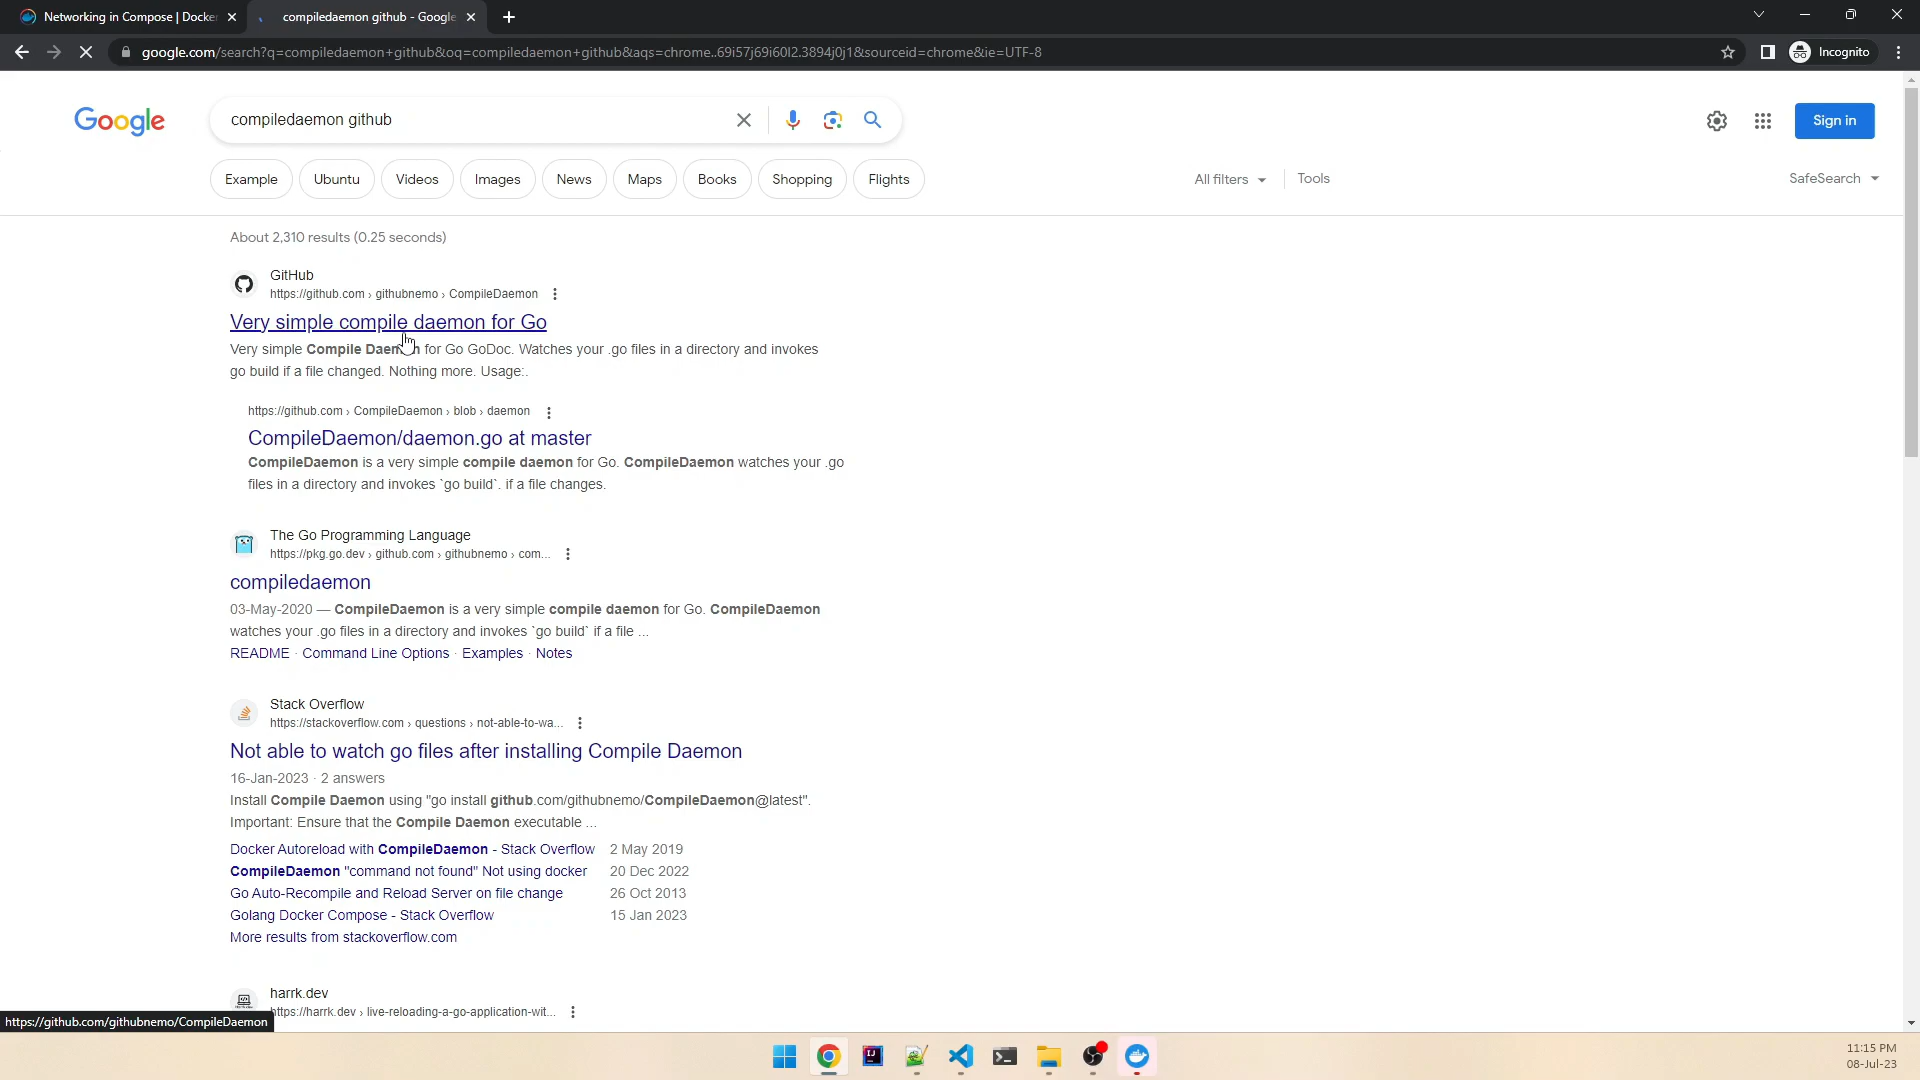 Networking in Compose | Docker
compiledaemon github - Google
google.com/search?q=compiledaemon+github&oq=compiledaemon+github&aqs=chrome..69i57j69i60l2.3894j0j1&sourceid=chrome&ie=UTF-8
Incognito
Google
compiledaemon github
Sign in
Example
Ubuntu
Videos
Images
News
Maps
Books
Shopping
Flights
All filters
Tools
SafeSearch
About 2,310 results (0.25 seconds)
GitHub
https://github.com › githubnemo › CompileDaemon
Very simple compile daemon for Go
Very simple Compile Daemon for Go GoDoc. Watches your .go files in a directory and invokes
go build if a file changed. Nothing more. Usage:.
https://github.com › CompileDaemon › blob › daemon
CompileDaemon/daemon.go at master
CompileDaemon is a very simple compile daemon for Go. CompileDaemon watches your .go
files in a directory and invokes `go build`. if a file changes.
The Go Programming Language
https://pkg.go.dev › github.com › githubnemo › com...
compiledaemon
03-May-2020 — CompileDaemon is a very simple compile daemon for Go. CompileDaemon
watches your .go files in a directory and invokes `go build` if a file ...
README · Command Line Options · Examples · Notes
Stack Overflow
https://stackoverflow.com › questions › not-able-to-wa...
Not able to watch go files after installing Compile Daemon
16-Jan-2023 · 2 answers
Install Compile Daemon using "go install github.com/githubnemo/CompileDaemon@latest".
Important: Ensure that the Compile Daemon executable ...
Docker Autoreload with CompileDaemon - Stack Overflow 2 May 2019
CompileDaemon "command not found" Not using docker 20 Dec 2022
Go Auto-Recompile and Reload Server on file change 26 Oct 2013
Golang Docker Compose - Stack Overflow 15 Jan 2023
More results from stackoverflow.com
harrk.dev
https://harrk.dev › live-reloading-a-go-application-wit...
https://github.com/githubnemo/CompileDaemon
11:15 PM
08-Jul-23